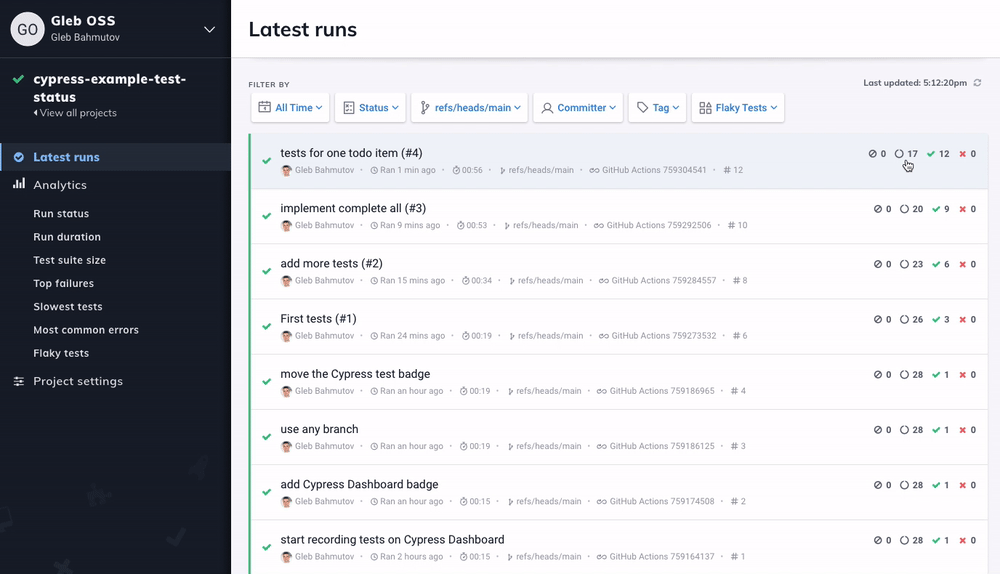 GO
Gleb OSS
Gleb Bahmutov
cypress-example-test-status
View all projects
Latest runs
Analytics
Run status
Run duration
Test suite size
Top failures
Slowest tests
Most common errors
Flaky tests
Project settings
Latest runs
FILTER BY
Last updated: 5:12:20pm
All Time Status refs/heads/main Committer Tag Flaky Tests
tests for one todo item (#4) 0 17 12 0
Gleb Bahmutov · Ran 1 min ago · 00:56 · refs/heads/main · GitHub Actions 759304541 · # 12
implement complete all (#3) 0 20 9 0
Gleb Bahmutov · Ran 9 mins ago · 00:53 · refs/heads/main · GitHub Actions 759292506 · # 10
add more tests (#2) 0 23 6 0
Gleb Bahmutov · Ran 15 mins ago · 00:34 · refs/heads/main · GitHub Actions 759284557 · # 8
First tests (#1) 0 26 3 0
Gleb Bahmutov · Ran 24 mins ago · 00:19 · refs/heads/main · GitHub Actions 759273532 · # 6
move the Cypress test badge 0 28 1 0
Gleb Bahmutov · Ran an hour ago · 00:19 · refs/heads/main · GitHub Actions 759186965 · # 4
use any branch 0 28 1 0
Gleb Bahmutov · Ran an hour ago · 00:19 · refs/heads/main · GitHub Actions 759186125 · # 3
add Cypress Dashboard badge 0 28 1 0
Gleb Bahmutov · Ran an hour ago · 00:15 · refs/heads/main · GitHub Actions 759174508 · # 2
start recording tests on Cypress Dashboard 0 28 1 0
Gleb Bahmutov · Ran 2 hours ago · 00:15 · refs/heads/main · GitHub Actions 759164137 · # 1